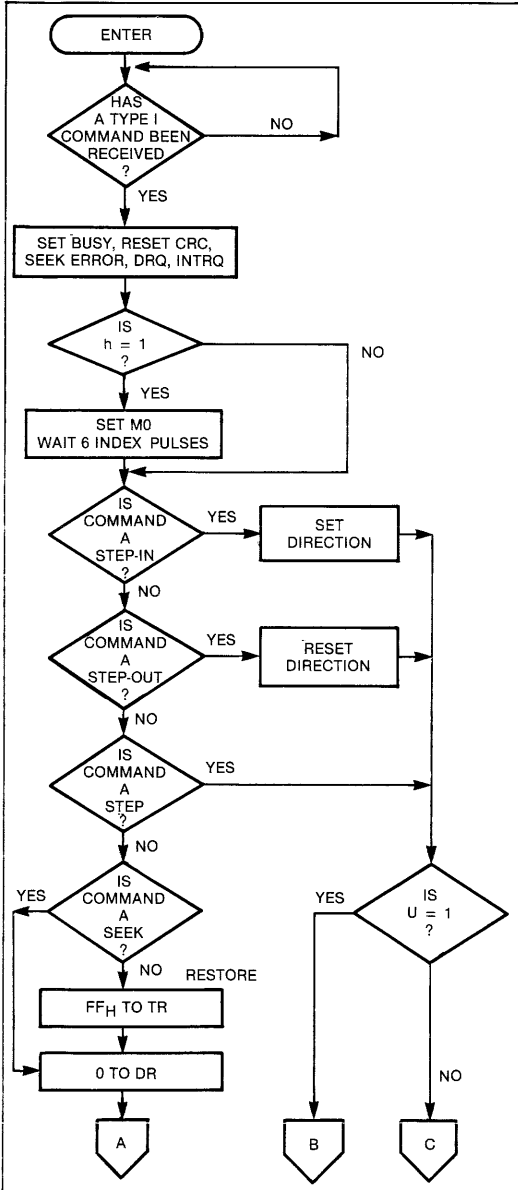 ENTER
HAS
A TYPE I
COMMAND BEEN
RECEIVED
?
NO
YES
SET BUSY, RESET CRC,
SEEK ERROR, DRQ, INTRQ
IS
h = 1
?
NO
YES
SET M0
WAIT 6 INDEX PULSES
IS
COMMAND
A
STEP-IN
?
YES
SET
DIRECTION
NO
IS
COMMAND
A
STEP-OUT
?
YES
RESET
DIRECTION
NO
IS
COMMAND
A
STEP
?
YES
NO
IS
COMMAND
A
SEEK
?
YES
YES
IS
U = 1
?
NO
RESTORE
FFH TO TR
0 TO DR
NO
A
B
C